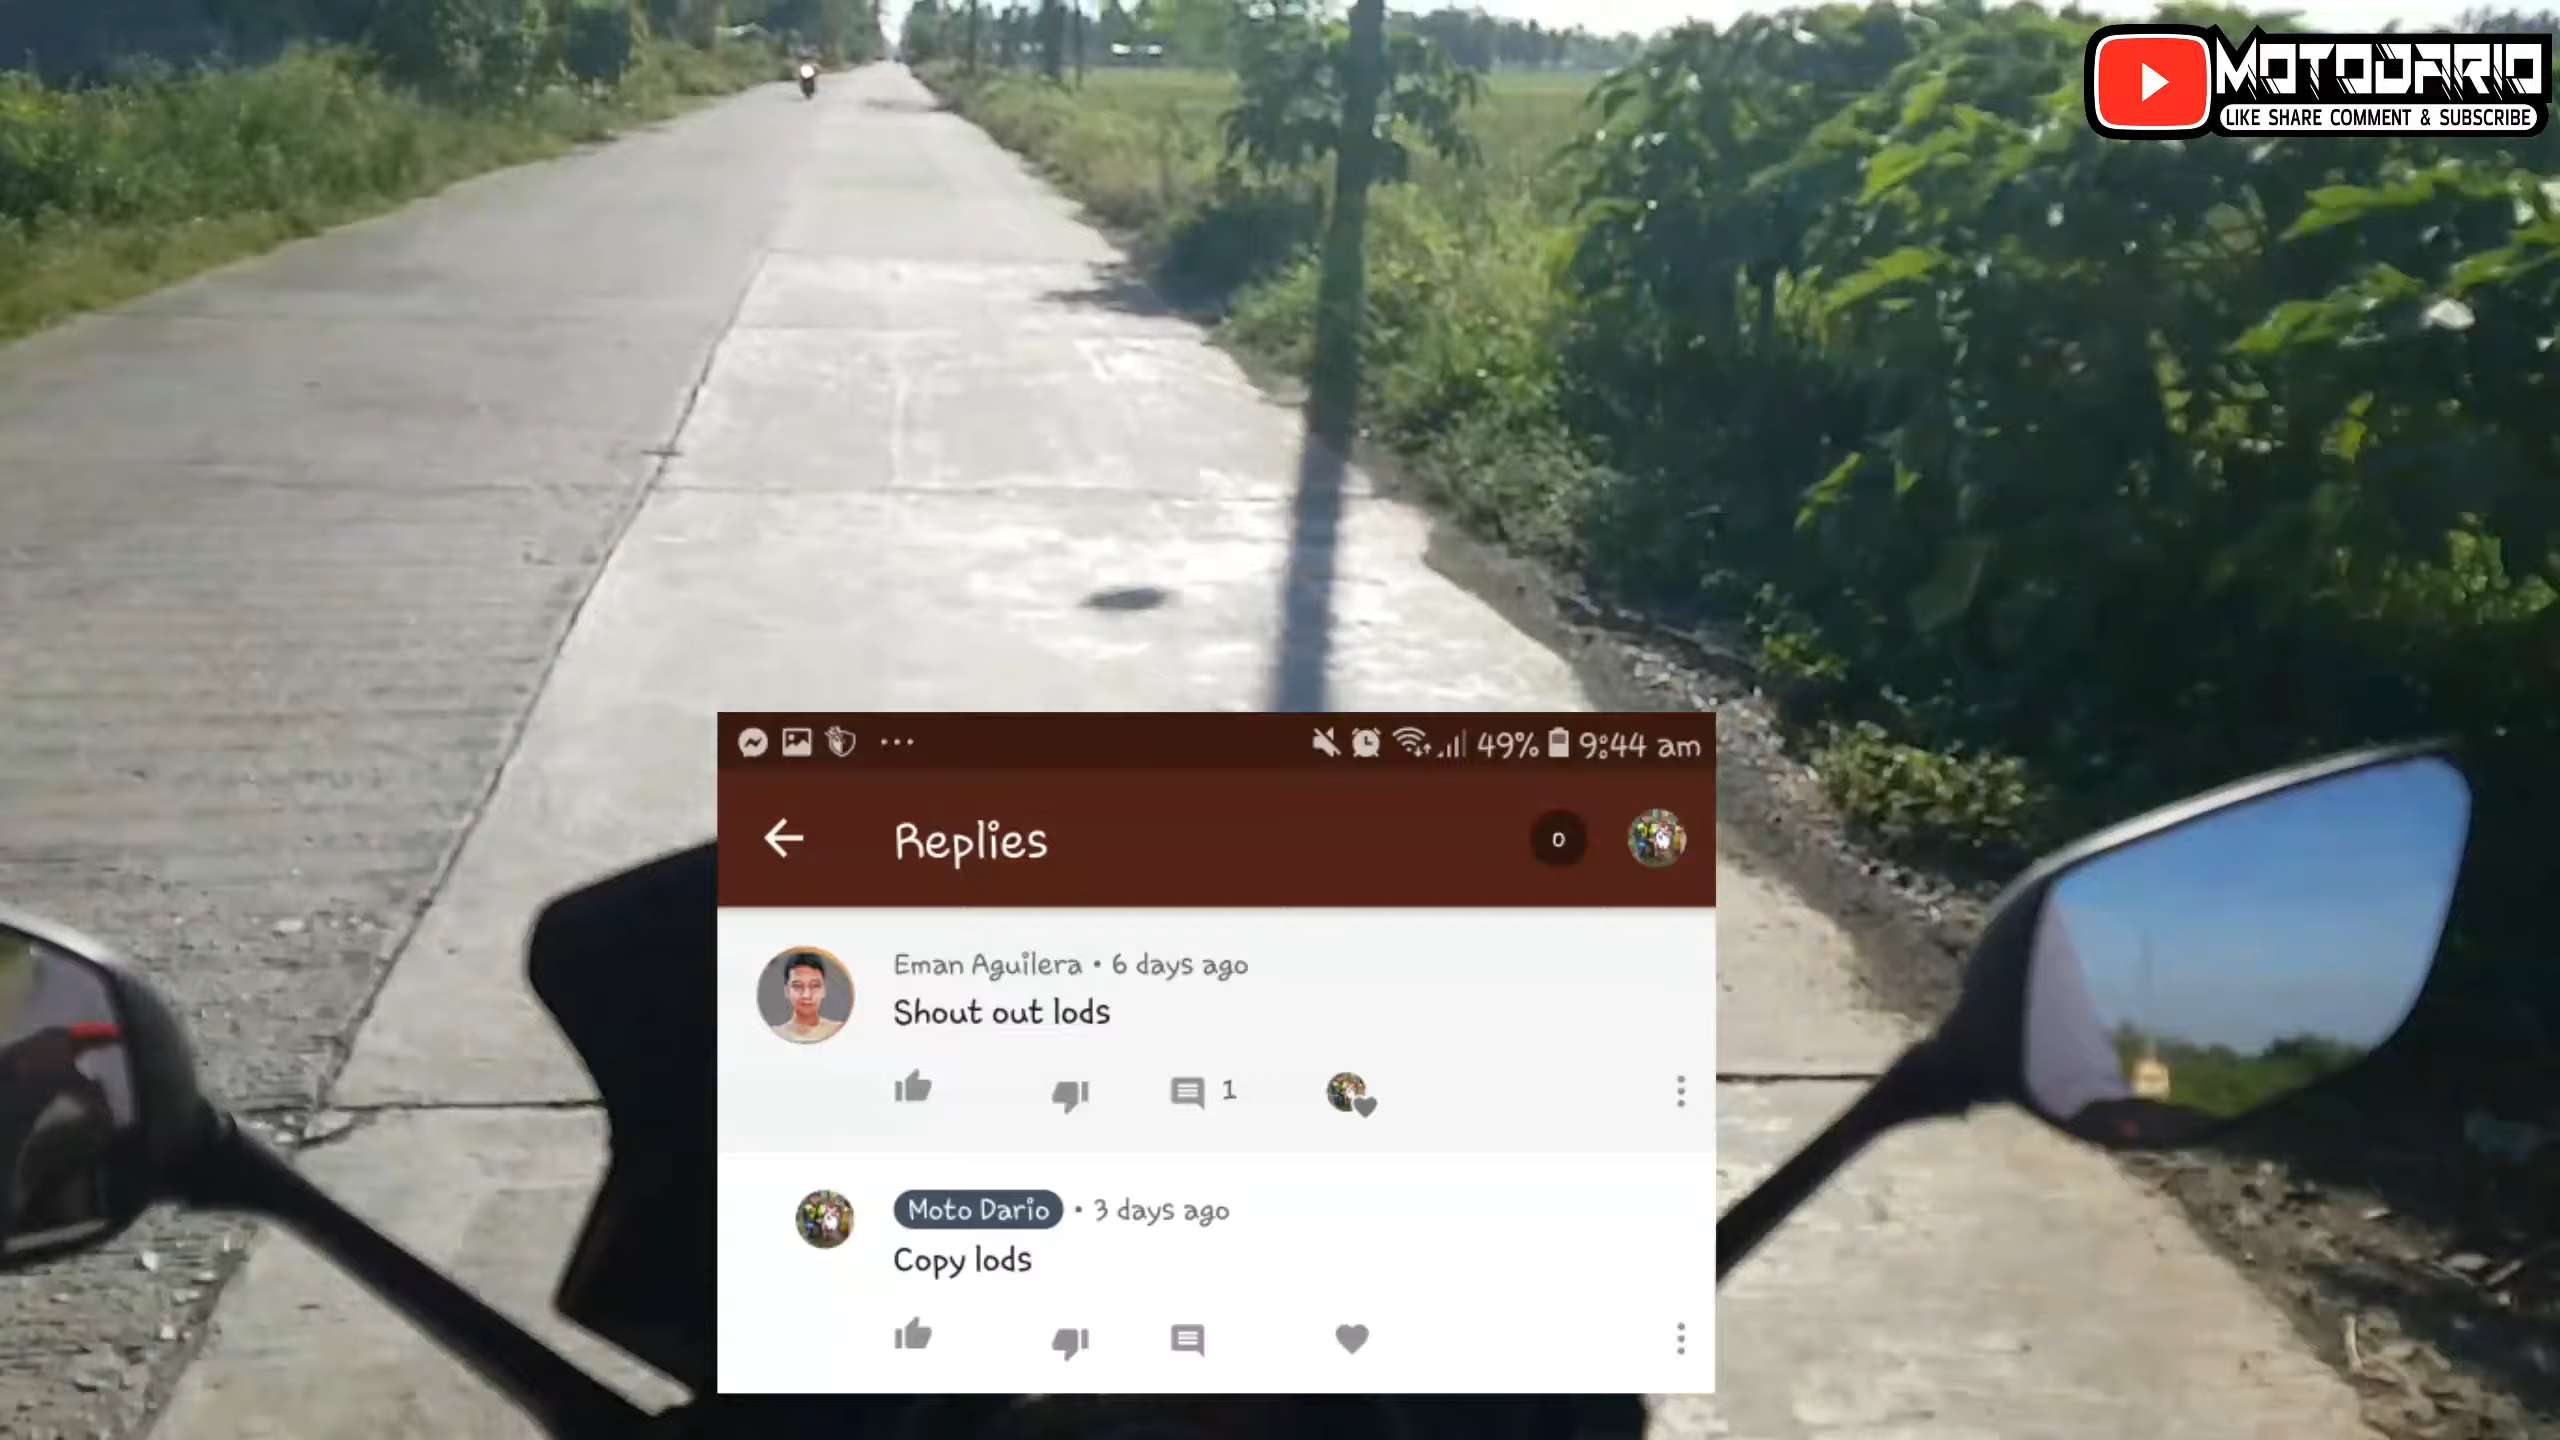 MOTODARIO
LIKE SHARE COMMENT & SUBSCRIBE
49% 9:44 am
Replies
0
Eman Aguilera • 6 days ago
Shout out lods
1
Moto Dario • 3 days ago
Copy lods